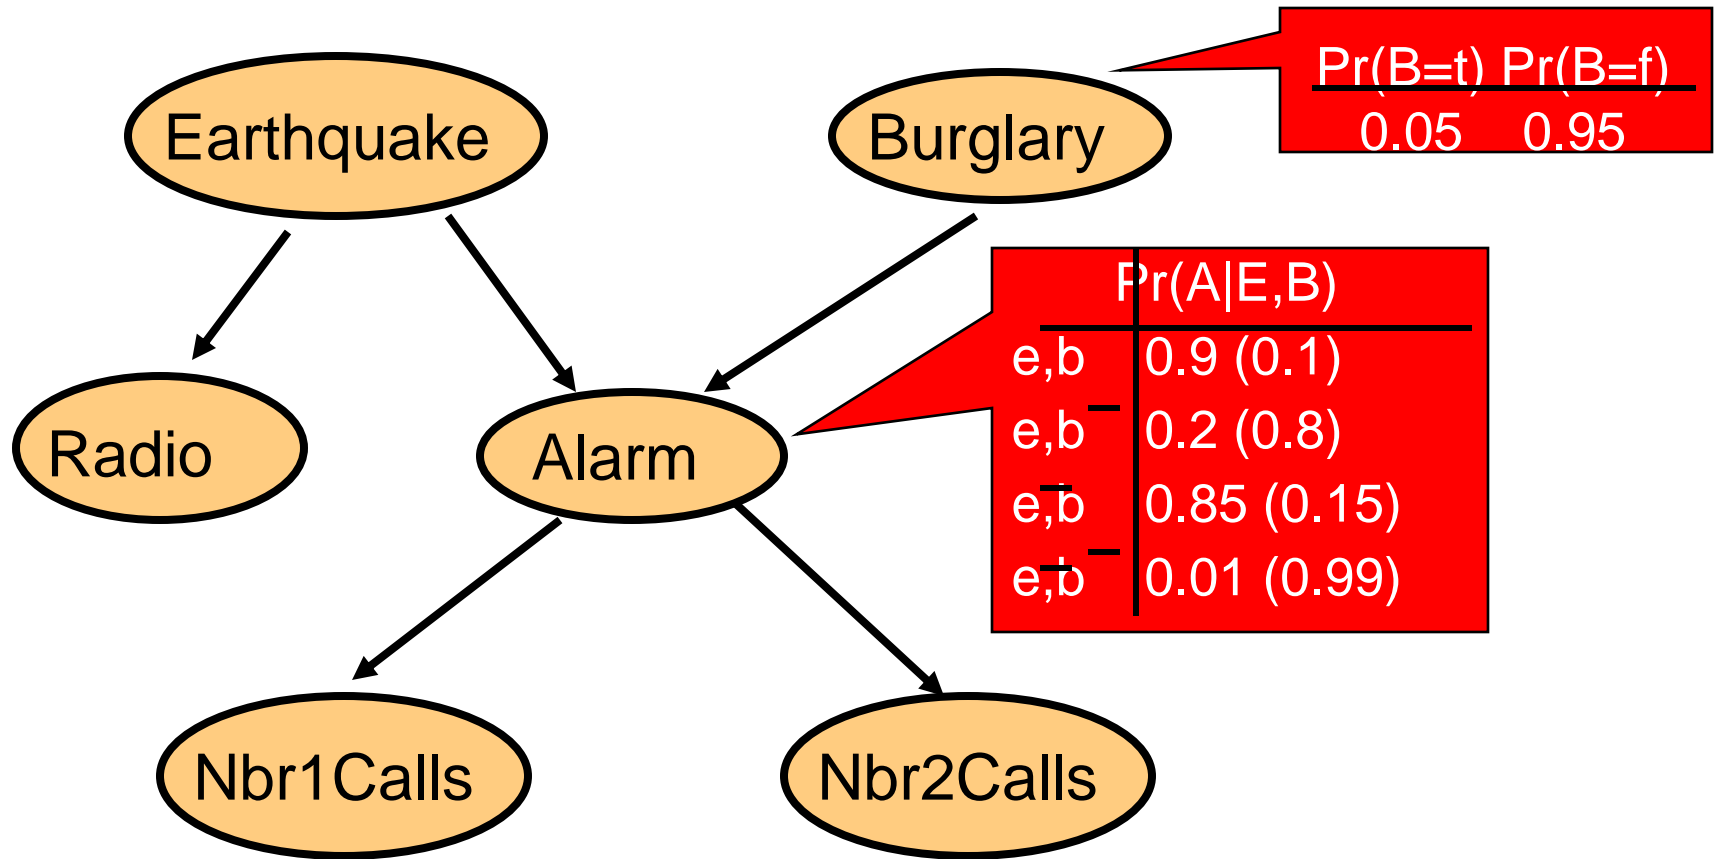 Pr(B=t) Pr(B=f)
0.05 0.95
Earthquake
Burglary
Pr(A|E,B)
e,b 0.9 (0.1)
e,b̅ 0.2 (0.8)
e̅,b 0.85 (0.15)
e̅,b̅ 0.01 (0.99)
Radio
Alarm
Nbr1Calls
Nbr2Calls